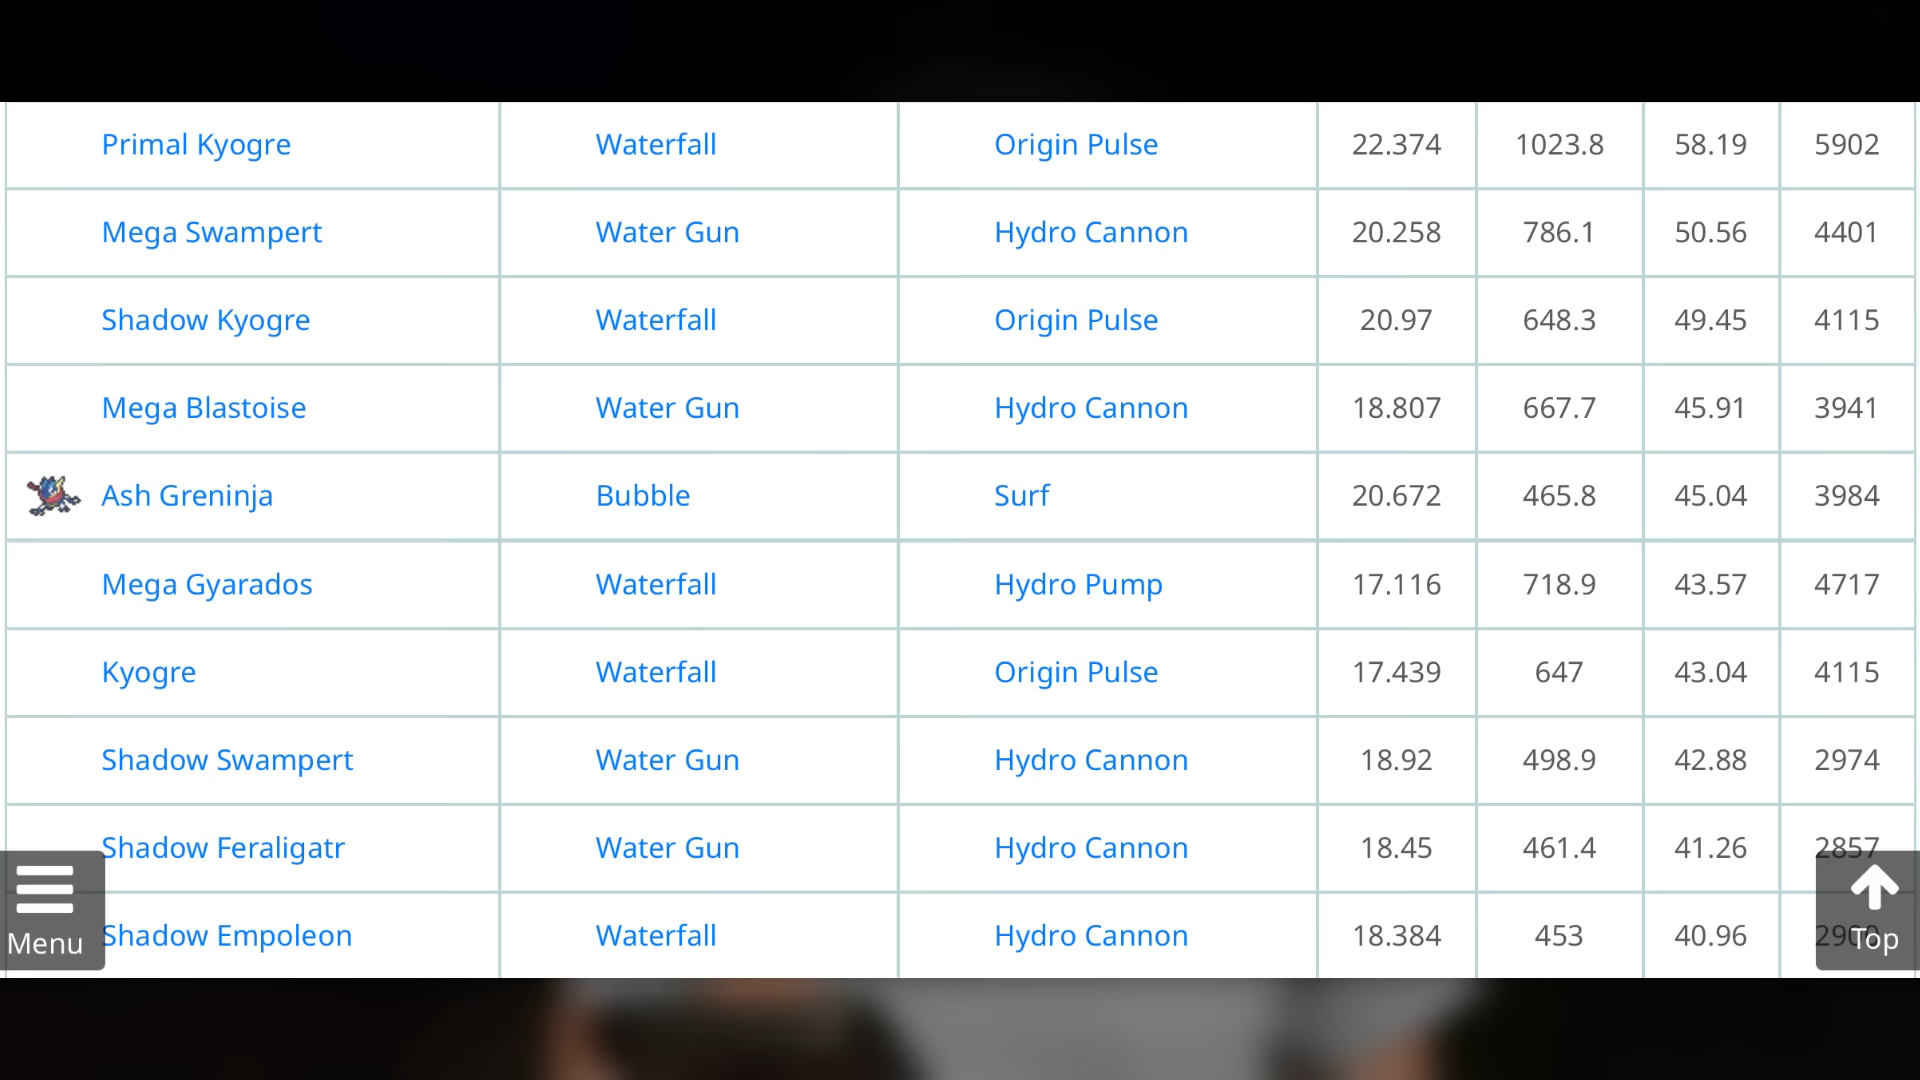 Primal Kyogre Waterfall Origin Pulse 22.374 1023.8 58.19 5902
Mega Swampert Water Gun Hydro Cannon 20.258 786.1 50.56 4401
Shadow Kyogre Waterfall Origin Pulse 20.97 648.3 49.45 4115
Mega Blastoise Water Gun Hydro Cannon 18.807 667.7 45.91 3941
Ash Greninja Bubble Surf 20.672 465.8 45.04 3984
Mega Gyarados Waterfall Hydro Pump 17.116 718.9 43.57 4717
Kyogre Waterfall Origin Pulse 17.439 647 43.04 4115
Shadow Swampert Water Gun Hydro Cannon 18.92 498.9 42.88 2974
Shadow Feraligatr Water Gun Hydro Cannon 18.45 461.4 41.26 2857
Shadow Empoleon Waterfall Hydro Cannon 18.384 453 40.96
Menu
Top